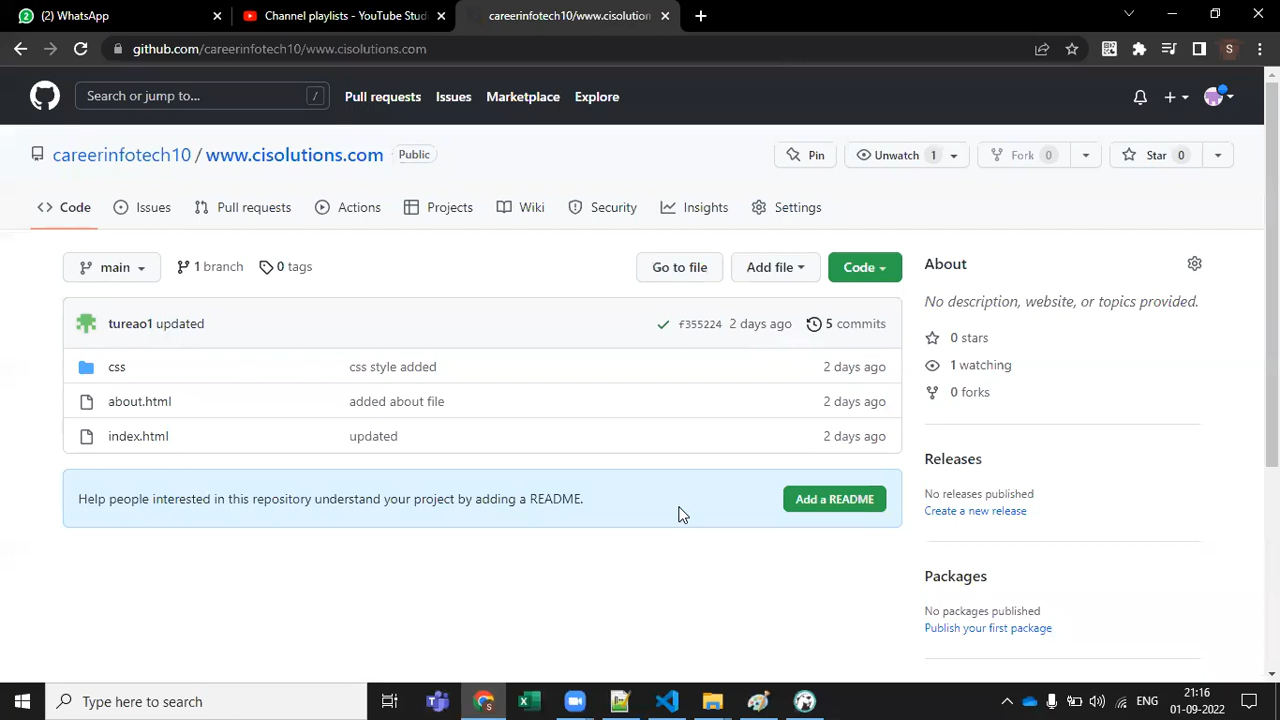 (2) WhatsApp
Channel playlists - YouTube Stud
careerinfotech10/www.cisolution
github.com/careerinfotech10/www.cisolutions.com
S
Search or jump to...
/
Pull requests
Issues
Marketplace
Explore
careerinfotech10 / www.cisolutions.com
Public
Pin
Unwatch 1
Fork 0
Star 0
Code
Issues
Pull requests
Actions
Projects
Wiki
Security
Insights
Settings
main
1 branch
0 tags
Go to file
Add file
Code
tureao1 updated
f355224 2 days ago
5 commits
css
css style added
2 days ago
about.html
added about file
2 days ago
index.html
updated
2 days ago
Help people interested in this repository understand your project by adding a README.
Add a README
About
No description, website, or topics provided.
0 stars
1 watching
0 forks
Releases
No releases published
Create a new release
Packages
No packages published
Publish your first package
Type here to search
ENG
21:16
01-09-2022